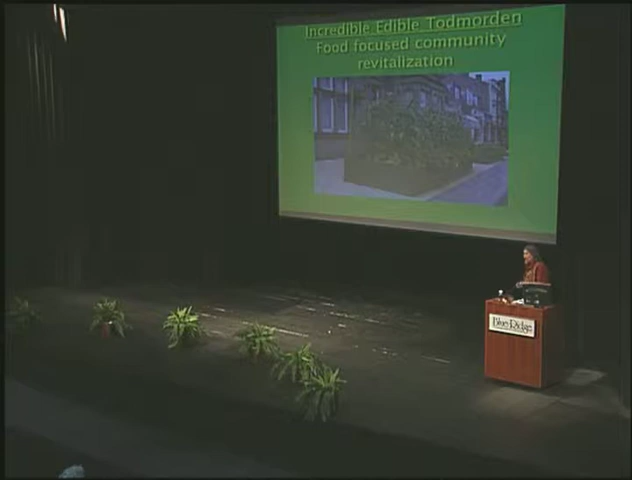 Incredible Edible Todmorden
Food focused community
revitalization
Blue Ridge